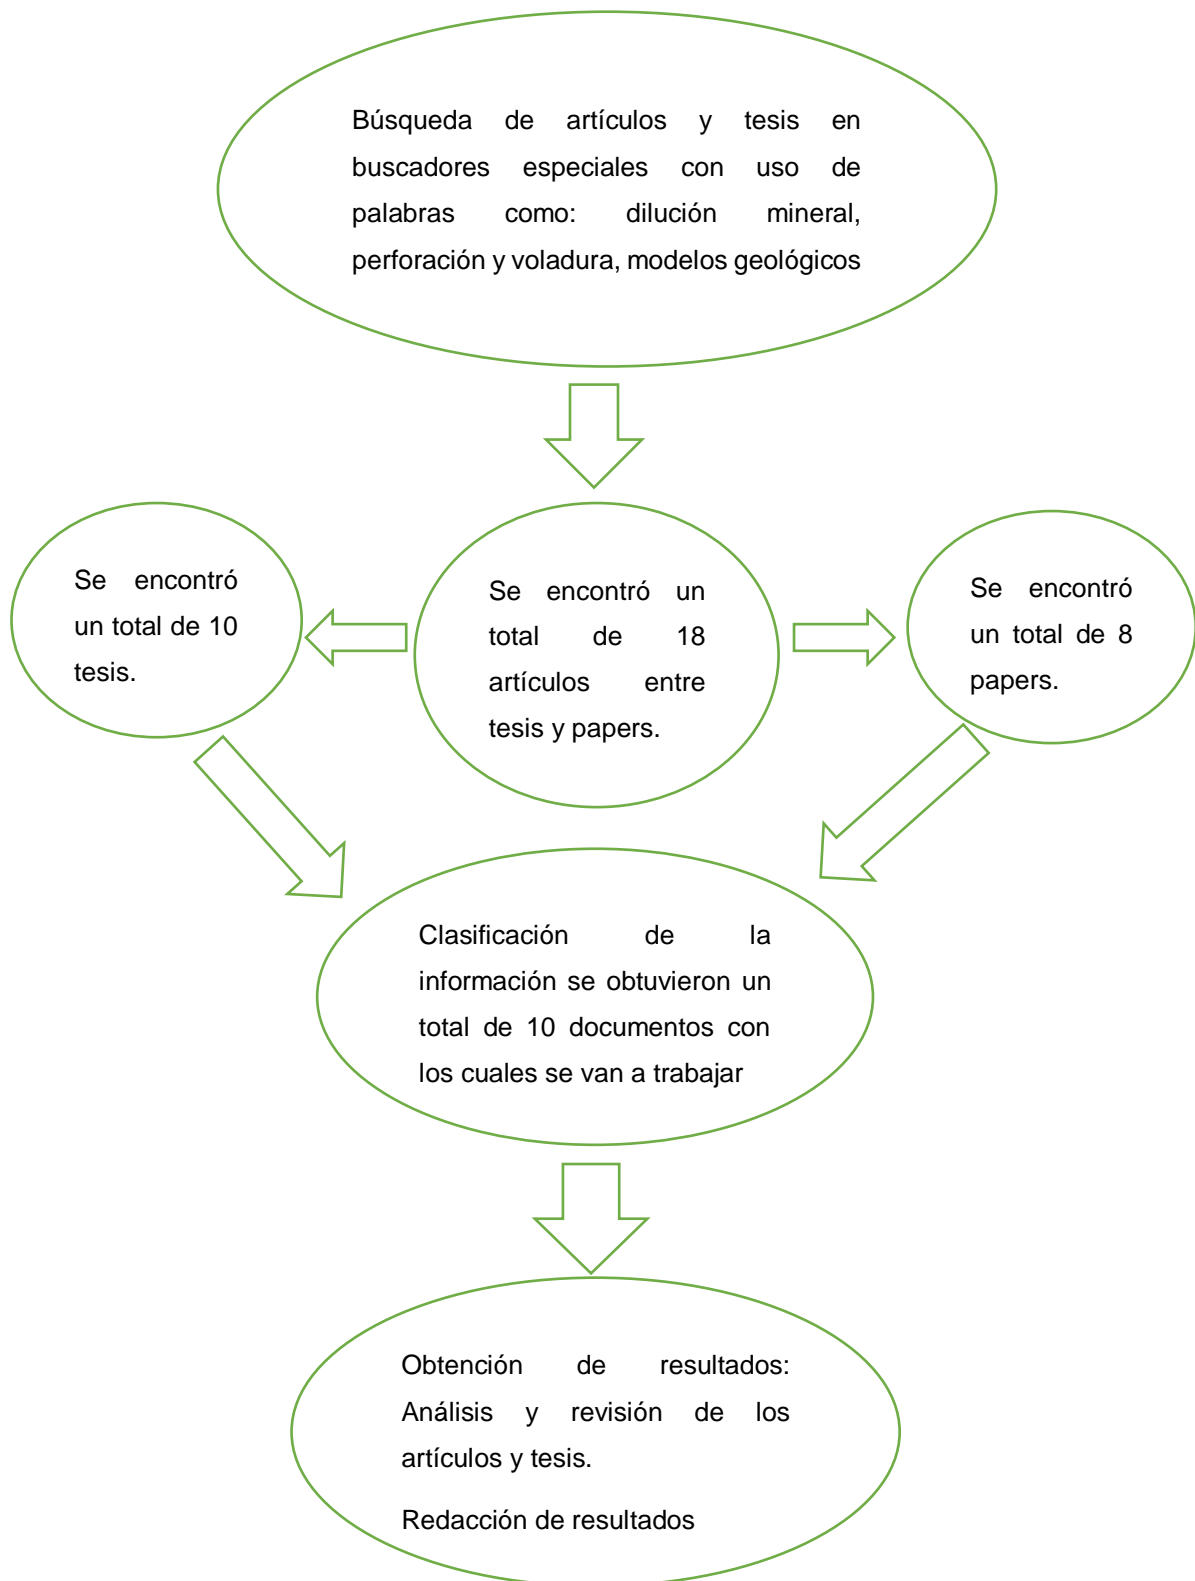 Búsqueda de artículos y tesis en
buscadores especiales con uso de
palabras como: dilución mineral,
perforación y voladura, modelos geológicos
Se encontró
un total de 10
tesis.
Se encontró un
total de 18
artículos entre
tesis y papers.
Se encontró
un total de 8
papers.
Clasificación de la
información se obtuvieron un
total de 10 documentos con
los cuales se van a trabajar
Obtención de resultados:
Análisis y revisión de los
artículos y tesis.
Redacción de resultados